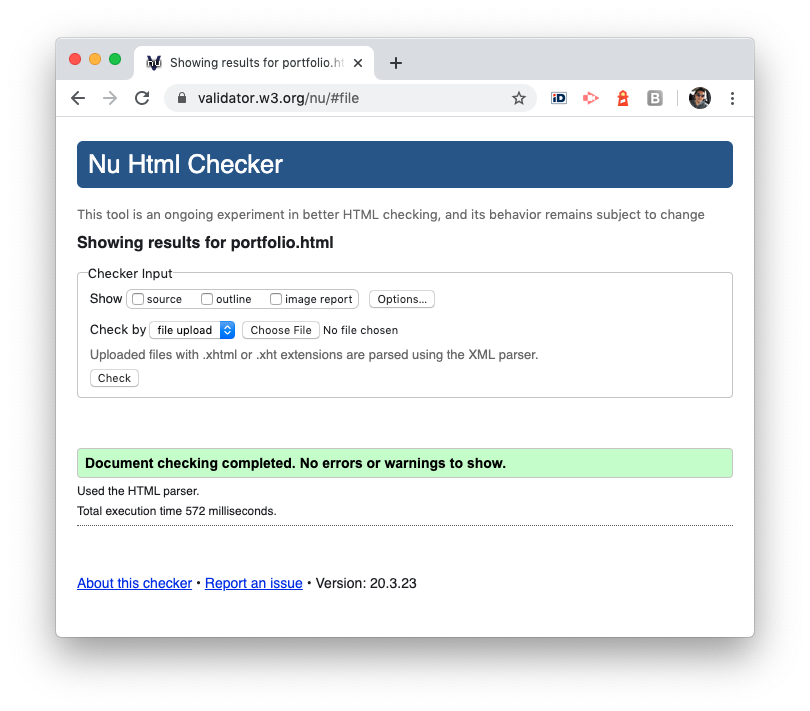 Showing results for portfolio.ht
validator.w3.org/nu/#file
Nu Html Checker
This tool is an ongoing experiment in better HTML checking, and its behavior remains subject to change
Showing results for portfolio.html
Checker Input
Show source outline image report Options...
Check by file upload Choose File No file chosen
Uploaded files with .xhtml or .xht extensions are parsed using the XML parser.
Check
Document checking completed. No errors or warnings to show.
Used the HTML parser.
Total execution time 572 milliseconds.
About this checker • Report an issue • Version: 20.3.23